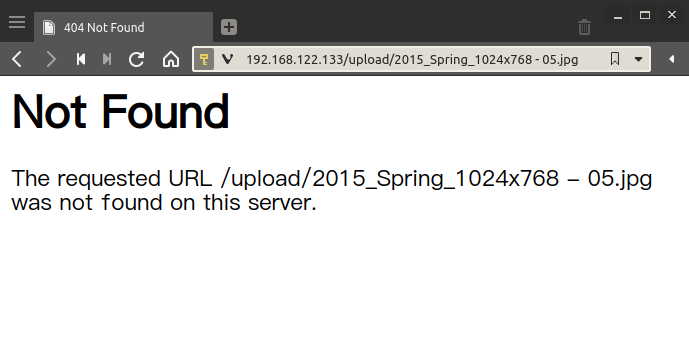 404 Not Found
192.168.122.133/upload/2015_Spring_1024x768 - 05.jpg
Not Found
The requested URL /upload/2015_Spring_1024x768 – 05.jpg
was not found on this server.